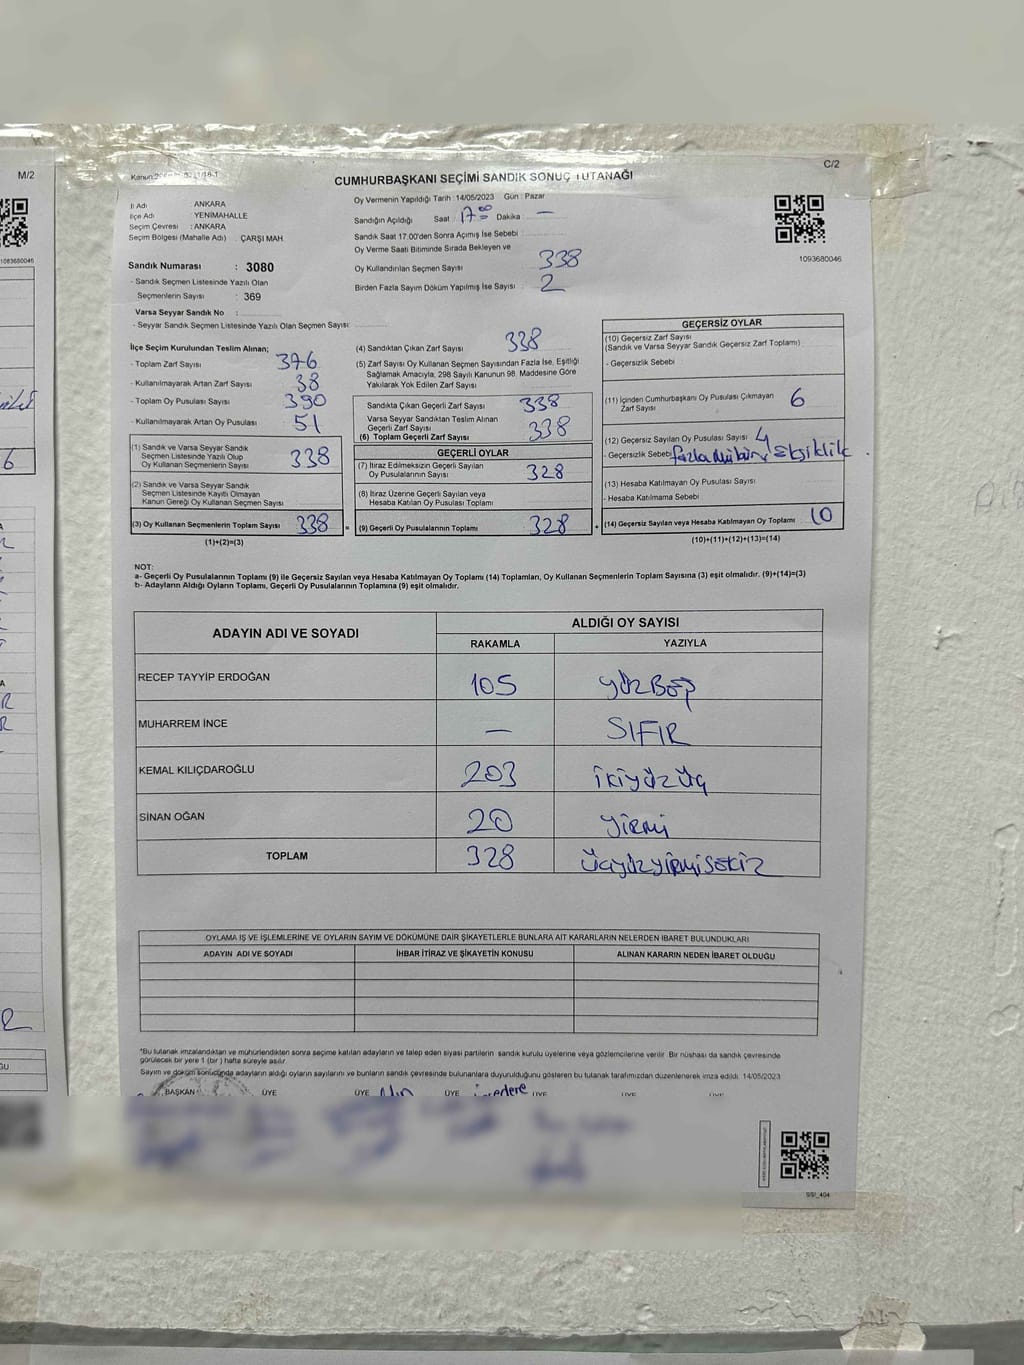 M/2
C/2
CUMHURBAŞKANI SEÇİMİ SANDIK SONUÇ TUTANAĞI
İl Adı ANKARA
İlçe Adı YENİMAHALLE
Seçim Çevresi : ANKARA
Seçim Bölgesi (Mahalle Adı) : ÇARŞI MAH.
Sandık Numarası : 3080
- Sandık Seçmen Listesinde Yazılı Olan
Seçmenlerin Sayısı : 369
Varsa Seyyar Sandık No :
- Seyyar Sandık Seçmen Listesinde Yazılı Olan Seçmen Sayısı:
Oy Vermenin Yapıldığı Tarih :14/05/2023 Gün : Pazar
Sandığın Açıldığı Saat : 17 00 Dakika : —
Sandık Saat 17.00'den Sonra Açımış İse Sebebi :
Oy Verme Saati Bitiminde Sırada Bekleyen ve
Oy Kullandırılan Seçmen Sayısı : 338
Birden Fazla Sayım Döküm Yapılmış İse Sayısı : 2
1093680046
1083680046
İlçe Seçim Kurulundan Teslim Alınan;
- Toplam Zarf Sayısı : 376
- Kullanılmayarak Artan Zarf Sayısı : 38
- Toplam Oy Pusulası Sayısı : 390
- Kullanılmayarak Artan Oy Pusulası : 51
(1) Sandık ve Varsa Seyyar Sandık
Seçmen Listesinde Yazılı Olup
Oy Kullanan Seçmenlerin Sayısı 338
(2) Sandık ve Varsa Seyyar Sandık
Seçmen Listesinde Kayıtlı Olmayan
Kanun Gereği Oy Kullanan Seçmenlerin Sayısı
(3) Oy Kullanan Seçmenlerin Toplam Sayısı 338 =
(1)+(2)=(3)
(4) Sandıktan Çıkan Zarf Sayısı : 338
(5) Zarf Sayısı Oy Kullanan Seçmen Sayısından Fazla İse, Eşitliği
Sağlamak Amacıyla, 298 Sayılı Kanunun 98. Maddesine Göre
Yakılarak Yok Edilen Zarf Sayısı :
Sandıkta Çıkan Geçerli Zarf Sayısı : 338
Varsa Seyyar Sandıktan Teslim Alınan
Geçerli Zarf Sayısı :
(6) Toplam Geçerli Zarf Sayısı : 338
GEÇERLİ OYLAR
(7) İtiraz Edilmeksizin Geçerli Sayılan
Oy Pusulalarının Sayısı : 328
(8) İtiraz Üzerine Geçerli Sayılan veya
Hesaba Katılan Oy Pusulası Toplamı
(9) Geçerli Oy Pusulalarının Toplamı 328 +
GEÇERSİZ OYLAR
(10) Geçersiz Zarf Sayısı
(Sandık ve Varsa Seyyar Sandık Geçersiz Zarf Toplamı)
- Geçersizlik Sebebi :
(11) İçinden Cumhurbaşkanı Oy Pusulası Çıkmayan
Zarf Sayısı 6
(12) Geçersiz Sayılan Oy Pusulası Sayısı 4
- Geçersizlik Sebebi fazla Mühür, Eksiklik
(13) Hesaba Katılmayan Oy Pusulası Sayısı
- Hesaba Katılmama Sebebi
(14) Geçersiz Sayılan veya Hesaba Katılmayan Oy Toplamı 10
(10)+(11)+(12)+(13)=(14)
NOT:
a- Geçerli Oy Pusulalarının Toplamı (9) ile Geçersiz Sayılan veya Hesaba Katılmayan Oy Toplamı (14) Toplamları, Oy Kullanan Seçmenlerin Toplam Sayısına (3) eşit olmalıdır. (9)+(14)=(3)
b- Adayların Aldığı Oyların Toplamı, Geçerli Oy Pusulalarının Toplamına (9) eşit olmalıdır.
ADAYIN ADI VE SOYADI ALDIĞI OY SAYISI
RAKAMLA YAZIYLA
RECEP TAYYİP ERDOĞAN 105 yüzBeş
MUHARREM İNCE — SIFIR
KEMAL KILIÇDAROĞLU 203 ikiyüzüç
SİNAN OĞAN 20 yirmi
TOPLAM 328 Üçyüzyirmisekiz
OYLAMA İŞ VE İŞLEMLERİNE VE OYLARIN SAYIM VE DÖKÜMÜNE DAİR ŞİKAYETLERLE BUNLARA AİT KARARLARIN NELERDEN İBARET BULUNDUKLARI
ADAYIN ADI VE SOYADI İHBAR İTİRAZ VE ŞİKAYETİN KONUSU ALINAN KARARIN NEDEN İBARET OLDUĞU
*Bu tutanak imzalandıktan ve mühürlendikten sonra seçime katılan adayların ve talep eden siyasi partilerin sandık kurulu üyelerine veya gözlemcilerine verilir. Bir nüshası da sandık çevresinde
görülecek bir yere 1 (bir ) hafta süreyle asılır.
Sayım ve döküm sonucunda adayların aldığı oyların sayılarını ve bunların sandık çevresinde bulunanlara duyurulduğunu gösteren bu tutanak tarafımızdan düzenlenerek imza edildi. 14/05/2023
BAŞKAN ÜYE ÜYE ÜYE ÜYE ÜYE ÜYE
SSI_404